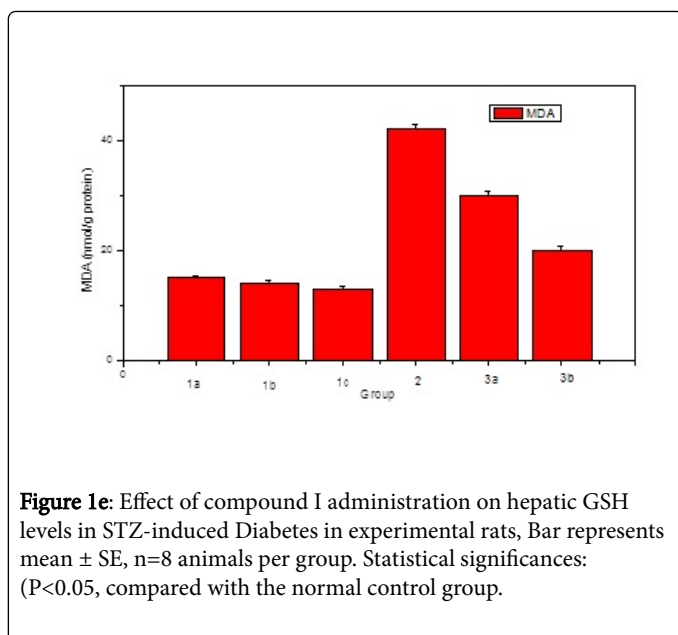 MDA
MDA (nmol/g protein)
40
20
0
0
1a
1b
1c
2
3a
3b
Group
Figure 1e: Effect of compound I administration on hepatic GSH
levels in STZ-induced Diabetes in experimental rats, Bar represents
mean ± SE, n=8 animals per group. Statistical significances:
(P<0.05, compared with the normal control group.